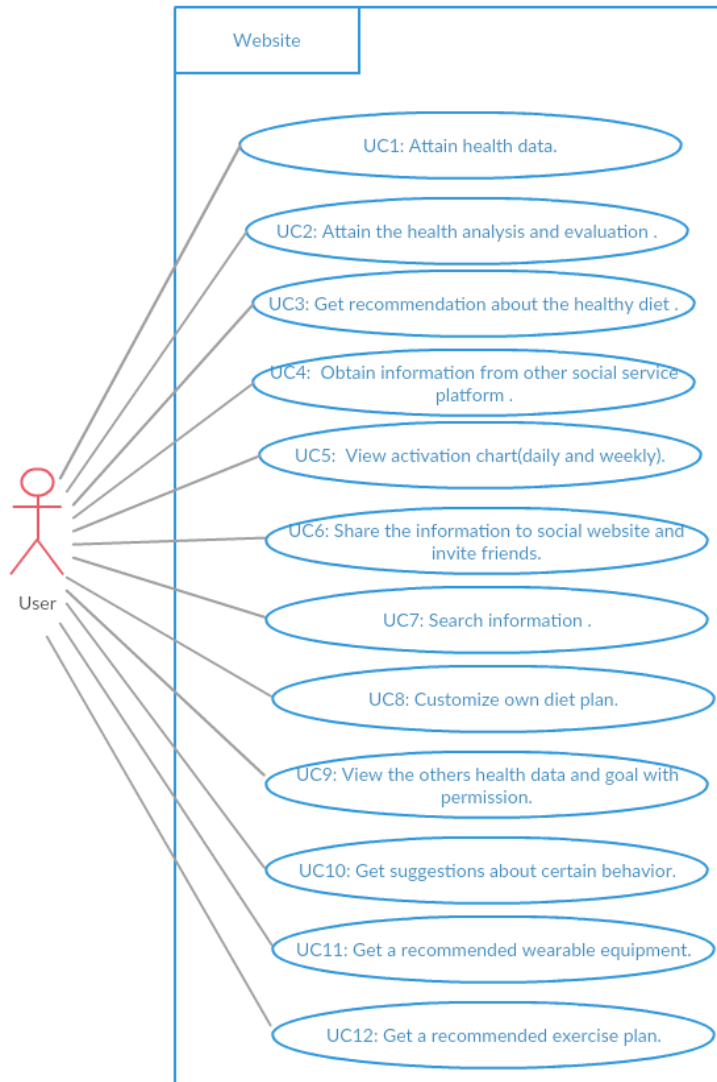 Website
UC1: Attain health data.
UC2: Attain the health analysis and evaluation .
UC3: Get recommendation about the healthy diet .
UC4:  Obtain information from other social service
platform .
UC5:  View activation chart(daily and weekly).
UC6: Share the information to social website and
invite friends.
User
UC7: Search information .
UC8: Customize own diet plan.
UC9: View the others health data and goal with
permission.
UC10: Get suggestions about certain behavior.
UC11: Get a recommended wearable equipment.
UC12: Get a recommended exercise plan.